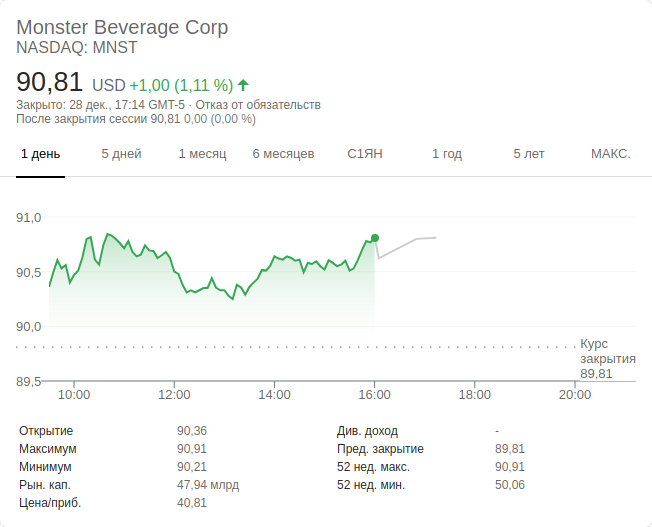 Monster Beverage Corp
NASDAQ: MNST
90,81 USD +1,00 (1,11 %)
Закрыто: 28 дек., 17:14 GMT-5 · Отказ от обязательств
После закрытия сессии 90,81 0,00 (0,00 %)
1 день 5 дней 1 месяц 6 месяцев С1ЯН 1 год 5 лет МАКС.
91,0
90,5
90,0
Курс
закрытия
89,81
89,5
10:00 12:00 14:00 16:00 18:00 20:00
Открытие 90,36 Див. доход -
Максимум 90,91 Пред. закрытие 89,81
Минимум 90,21 52 нед. макс. 90,91
Рын. кап. 47,94 млрд 52 нед. мин. 50,06
Цена/приб. 40,81